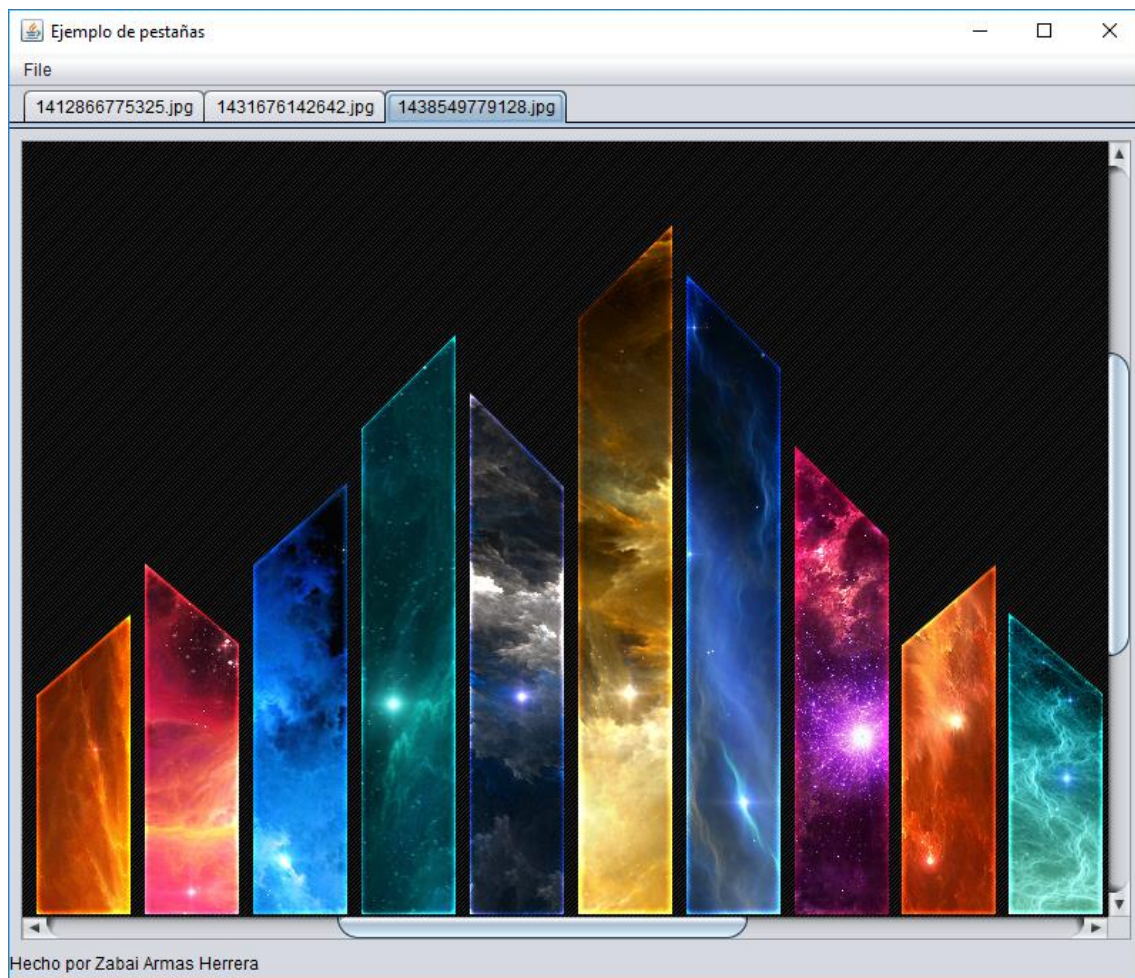 Ejemplo de pestañas
File
1412866775325.jpg 1431676142642.jpg 1438549779128.jpg
Hecho por Zabai Armas Herrera